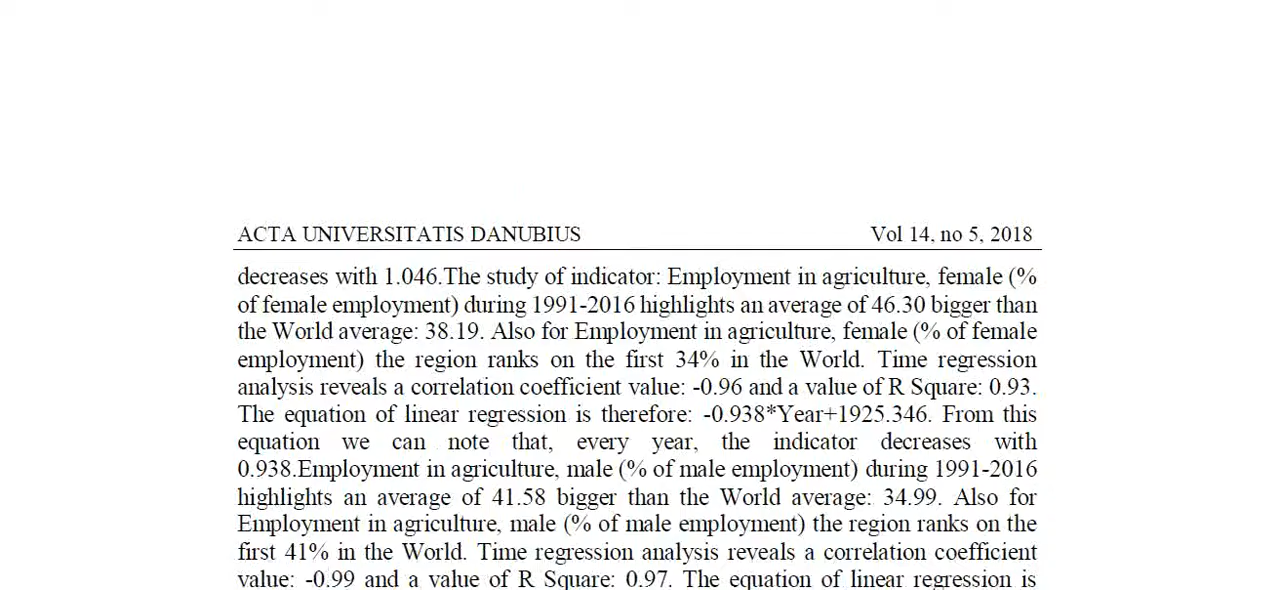 ACTA UNIVERSITATIS DANUBIUS Vol 14, no 5, 2018
decreases with 1.046.The study of indicator: Employment in agriculture, female (%
of female employment) during 1991-2016 highlights an average of 46.30 bigger than
the World average: 38.19. Also for Employment in agriculture, female (% of female
employment) the region ranks on the first 34% in the World. Time regression
analysis reveals a correlation coefficient value: -0.96 and a value of R Square: 0.93.
The equation of linear regression is therefore: -0.938*Year+1925.346. From this
equation we can note that, every year, the indicator decreases with
0.938.Employment in agriculture, male (% of male employment) during 1991-2016
highlights an average of 41.58 bigger than the World average: 34.99. Also for
Employment in agriculture, male (% of male employment) the region ranks on the
first 41% in the World. Time regression analysis reveals a correlation coefficient
value: -0.99 and a value of R Square: 0.97. The equation of linear regression is